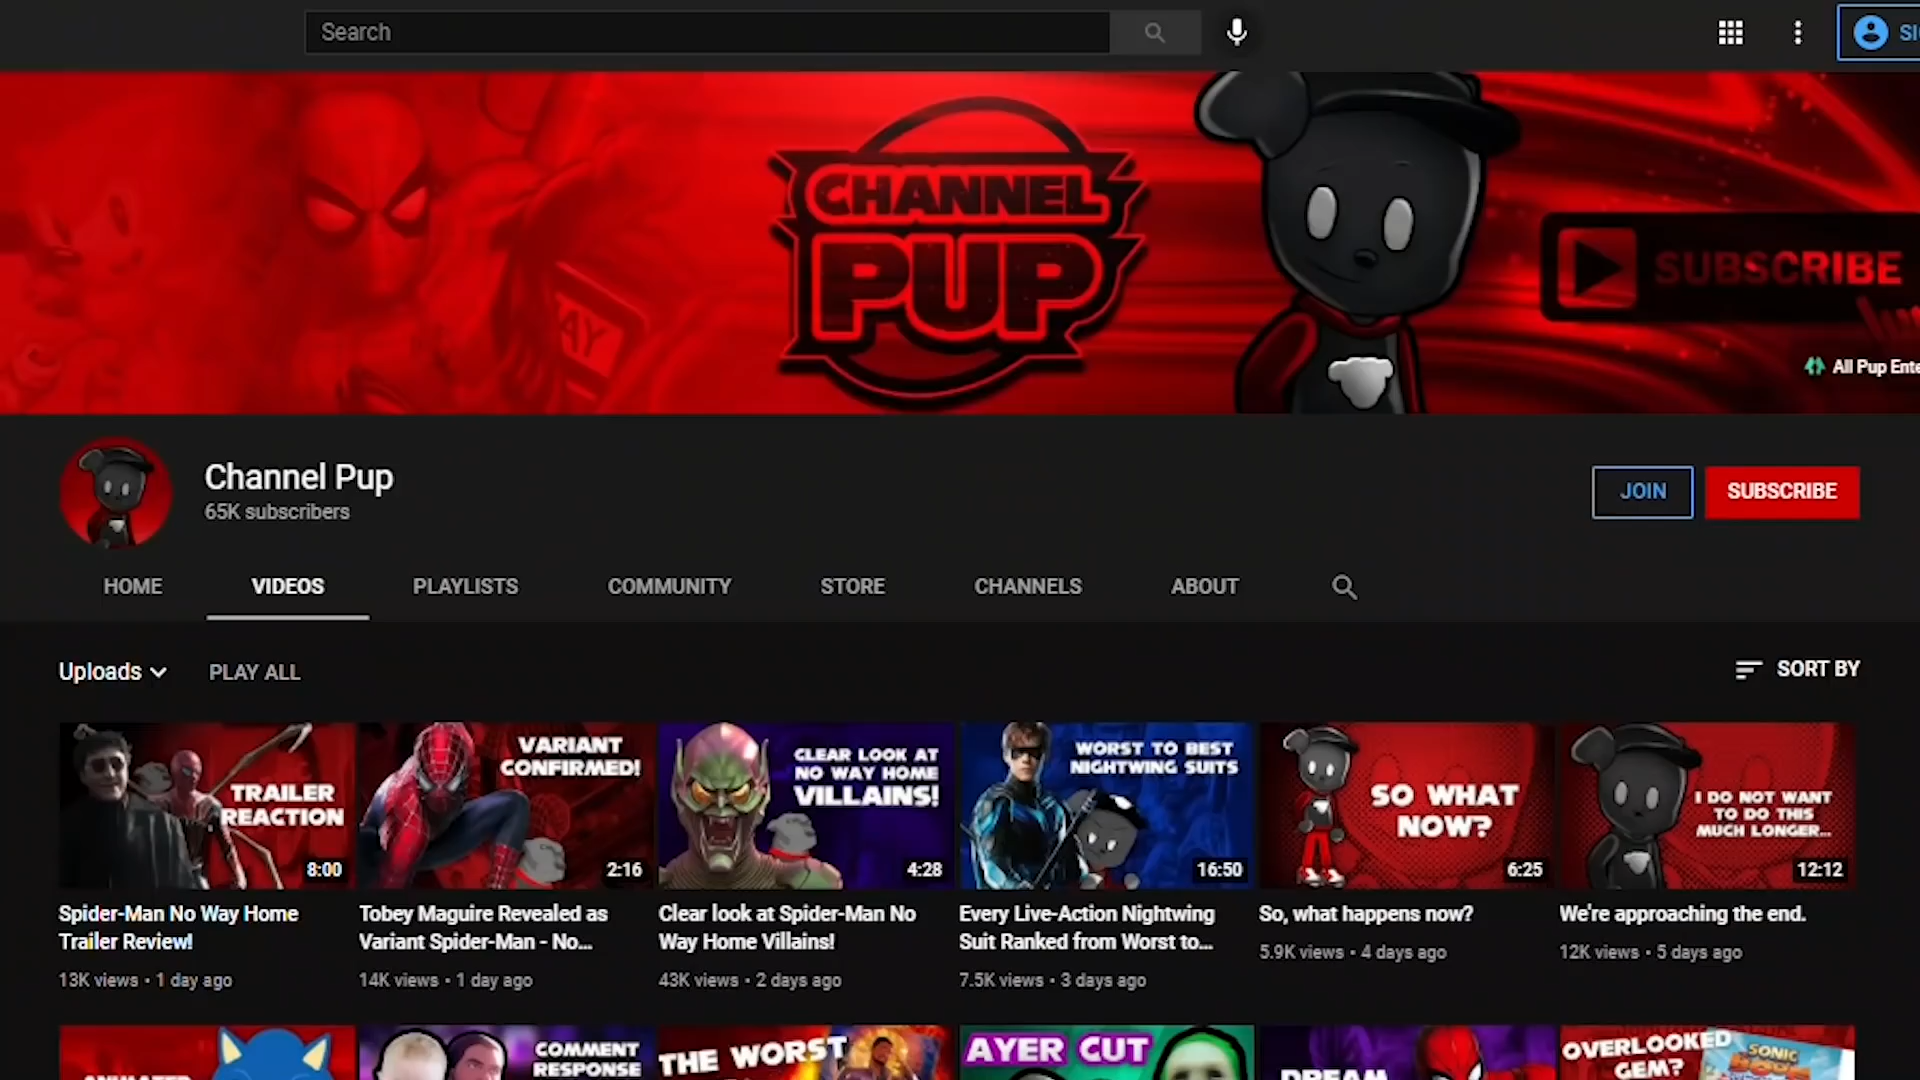 Search
CHANNEL
PUP
SUBSCRIBE
All Pup
Channel Pup
65K subscribers
JOIN
SUBSCRIBE
HOME
VIDEOS
PLAYLISTS
COMMUNITY
STORE
CHANNELS
ABOUT
Uploads
PLAY ALL
SORT BY
TRAILER
REACTION
8:00
VARIANT
CONFIRMED!
2:16
CLEAR LOOK AT
NO WAY HOME
VILLAINS!
4:28
WORST TO BEST
NIGHTWING SUITS
16:50
SO WHAT
NOW?
6:25
I DO NOT WANT
TO DO THIS
MUCH LONGER...
12:12
Spider-Man No Way Home
Trailer Review!
13K views • 1 day ago
Tobey Maguire Revealed as
Variant Spider-Man - No...
14K views • 1 day ago
Clear look at Spider-Man No
Way Home Villains!
43K views • 2 days ago
Every Live-Action Nightwing
Suit Ranked from Worst to...
7.5K views • 3 days ago
So, what happens now?
5.9K views • 4 days ago
We're approaching the end.
12K views • 5 days ago
COMMENT
RESPONSE
THE WORST
AYER CUT
DREAM
OVERLOOKED
GEM?
SONIC